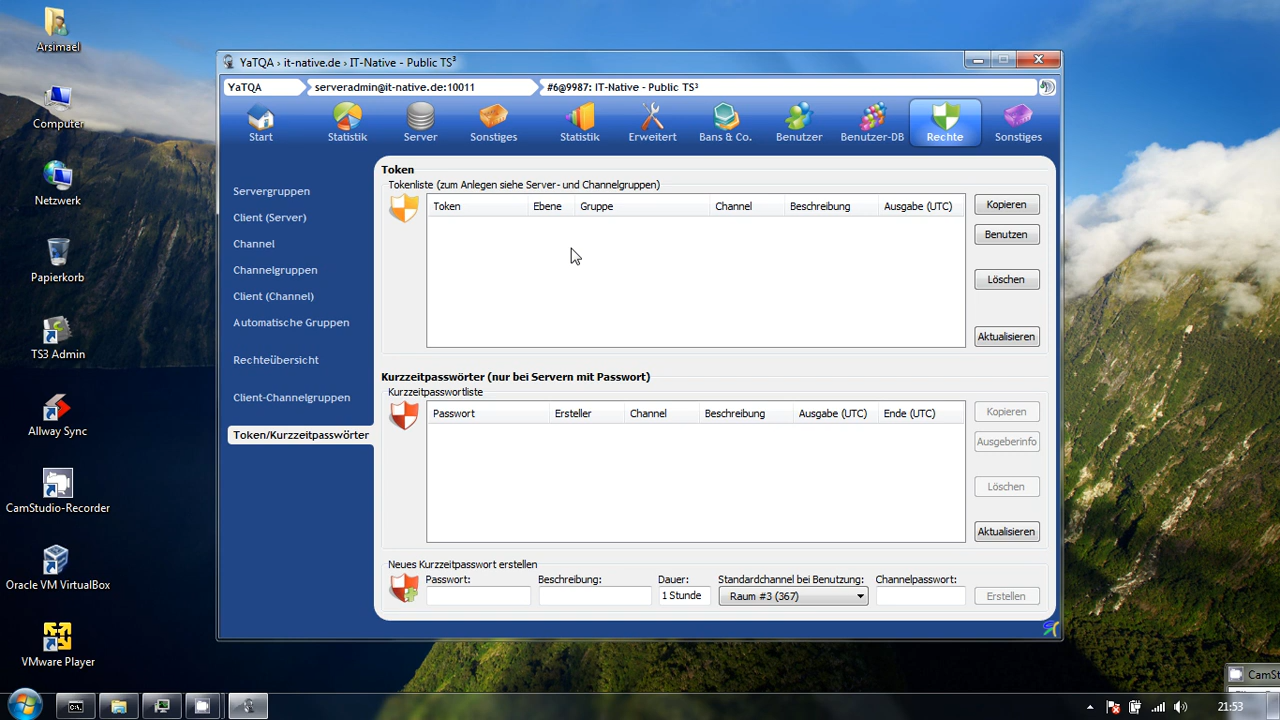 Arsimael
Computer
Netzwerk
Papierkorb
TS3 Admin
Allway Sync
CamStudio-Recorder
Oracle VM VirtualBox
VMware Player
YaTQA › it-native.de › IT-Native - Public TS³
YaTQA
serveradmin@it-native.de:10011
#6@9987: IT-Native - Public TS³
Start
Statistik
Server
Sonstiges
Statistik
Erweitert
Bans & Co.
Benutzer
Benutzer-DB
Rechte
Sonstiges
Servergruppen
Client (Server)
Channel
Channelgruppen
Client (Channel)
Automatische Gruppen
Rechteübersicht
Client-Channelgruppen
Token/Kurzzeitpasswörter
Token
Tokenliste (zum Anlegen siehe Server- und Channelgruppen)
Token Ebene Gruppe Channel Beschreibung Ausgabe (UTC)
Kopieren
Benutzen
Löschen
Aktualisieren
Kurzzeitpasswörter (nur bei Servern mit Passwort)
Kurzzeitpasswortliste
Passwort Ersteller Channel Beschreibung Ausgabe (UTC) Ende (UTC)
Kopieren
Ausgeberinfo
Löschen
Aktualisieren
Neues Kurzzeitpasswort erstellen
Passwort: Beschreibung: Dauer: Standardchannel bei Benutzung: Channelpasswort:
1 Stunde Raum #3 (367) Erstellen
CamStu
C:\
21:53